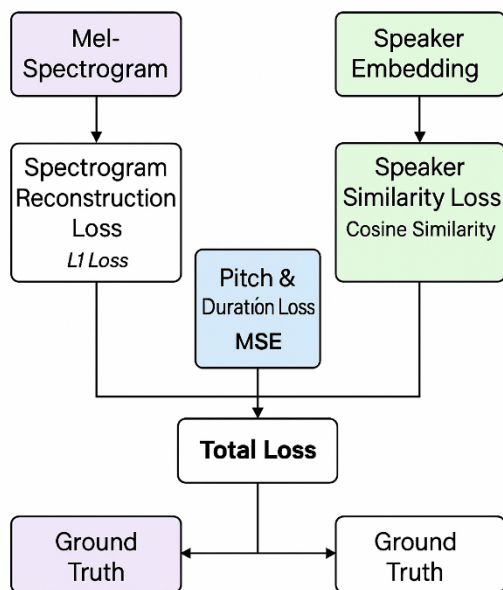 Mel-
Spectrogram
Speaker
Embedding
Spectrogram
Reconstruction
Loss
L1 Loss
Speaker
Similarity Loss
Cosine Similarity
Pitch &
Duratión Loss
MSE
Total Loss
Ground
Truth
Ground
Truth